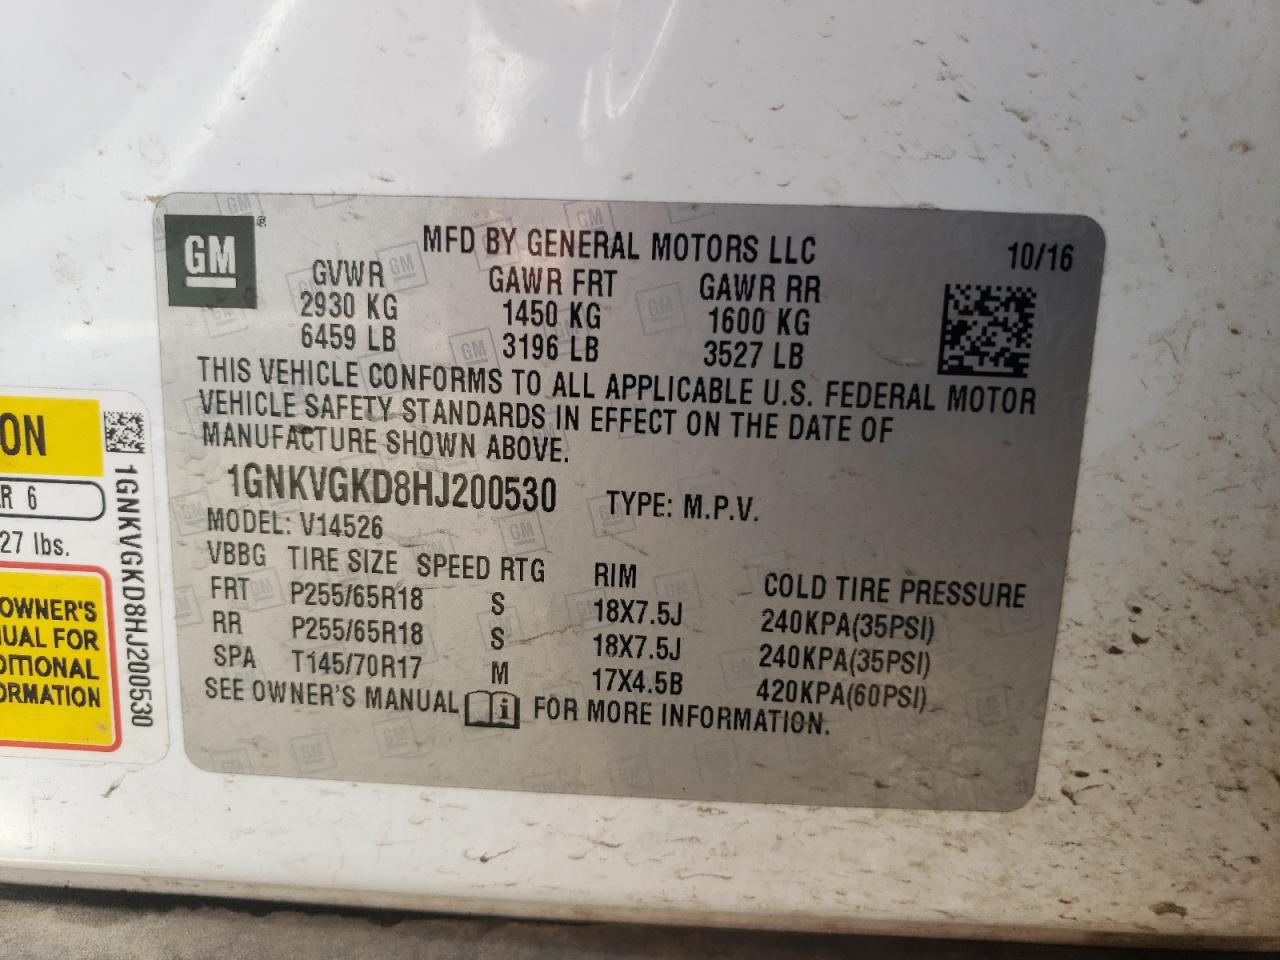 GM ®
MFD BY GENERAL MOTORS LLC 10/16
GVWR GAWR FRT GAWR RR
2930 KG 1450 KG 1600 KG
6459 LB 3196 LB 3527 LB
THIS VEHICLE CONFORMS TO ALL APPLICABLE U.S. FEDERAL MOTOR
VEHICLE SAFETY STANDARDS IN EFFECT ON THE DATE OF
MANUFACTURE SHOWN ABOVE.
1GNKVGKD8HJ200530 TYPE: M.P.V.
MODEL: V14526
VBBG TIRE SIZE SPEED RTG RIM COLD TIRE PRESSURE
FRT P255/65R18 S 18X7.5J 240KPA(35PSI)
RR P255/65R18 S 18X7.5J 240KPA(35PSI)
SPA T145/70R17 M 17X4.5B 420KPA(60PSI)
SEE OWNER'S MANUAL i FOR MORE INFORMATION.
ON
R 6
27 lbs.
OWNER'S
UAL FOR
DITIONAL
ORMATION
1GNKVGKD8HJ200530